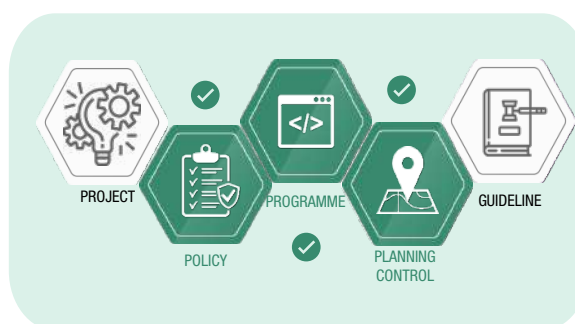 </>
PROJECT
PROGRAMME
GUIDELINE
POLICY
PLANNING
CONTROL